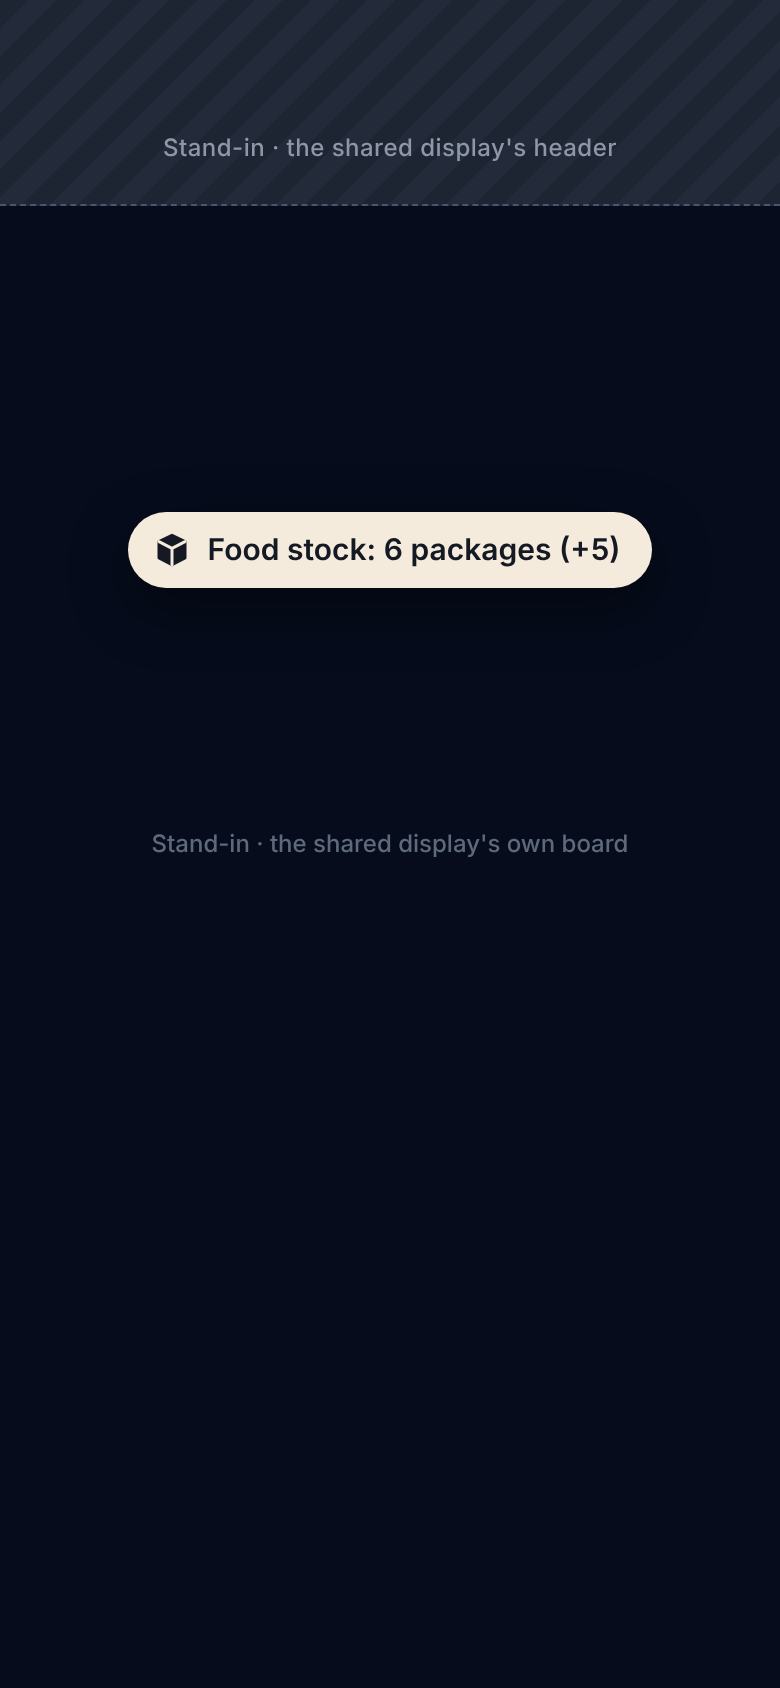 Stand-in · the shared display's header
Food stock: 6 packages (+5)
Stand-in · the shared display's own board